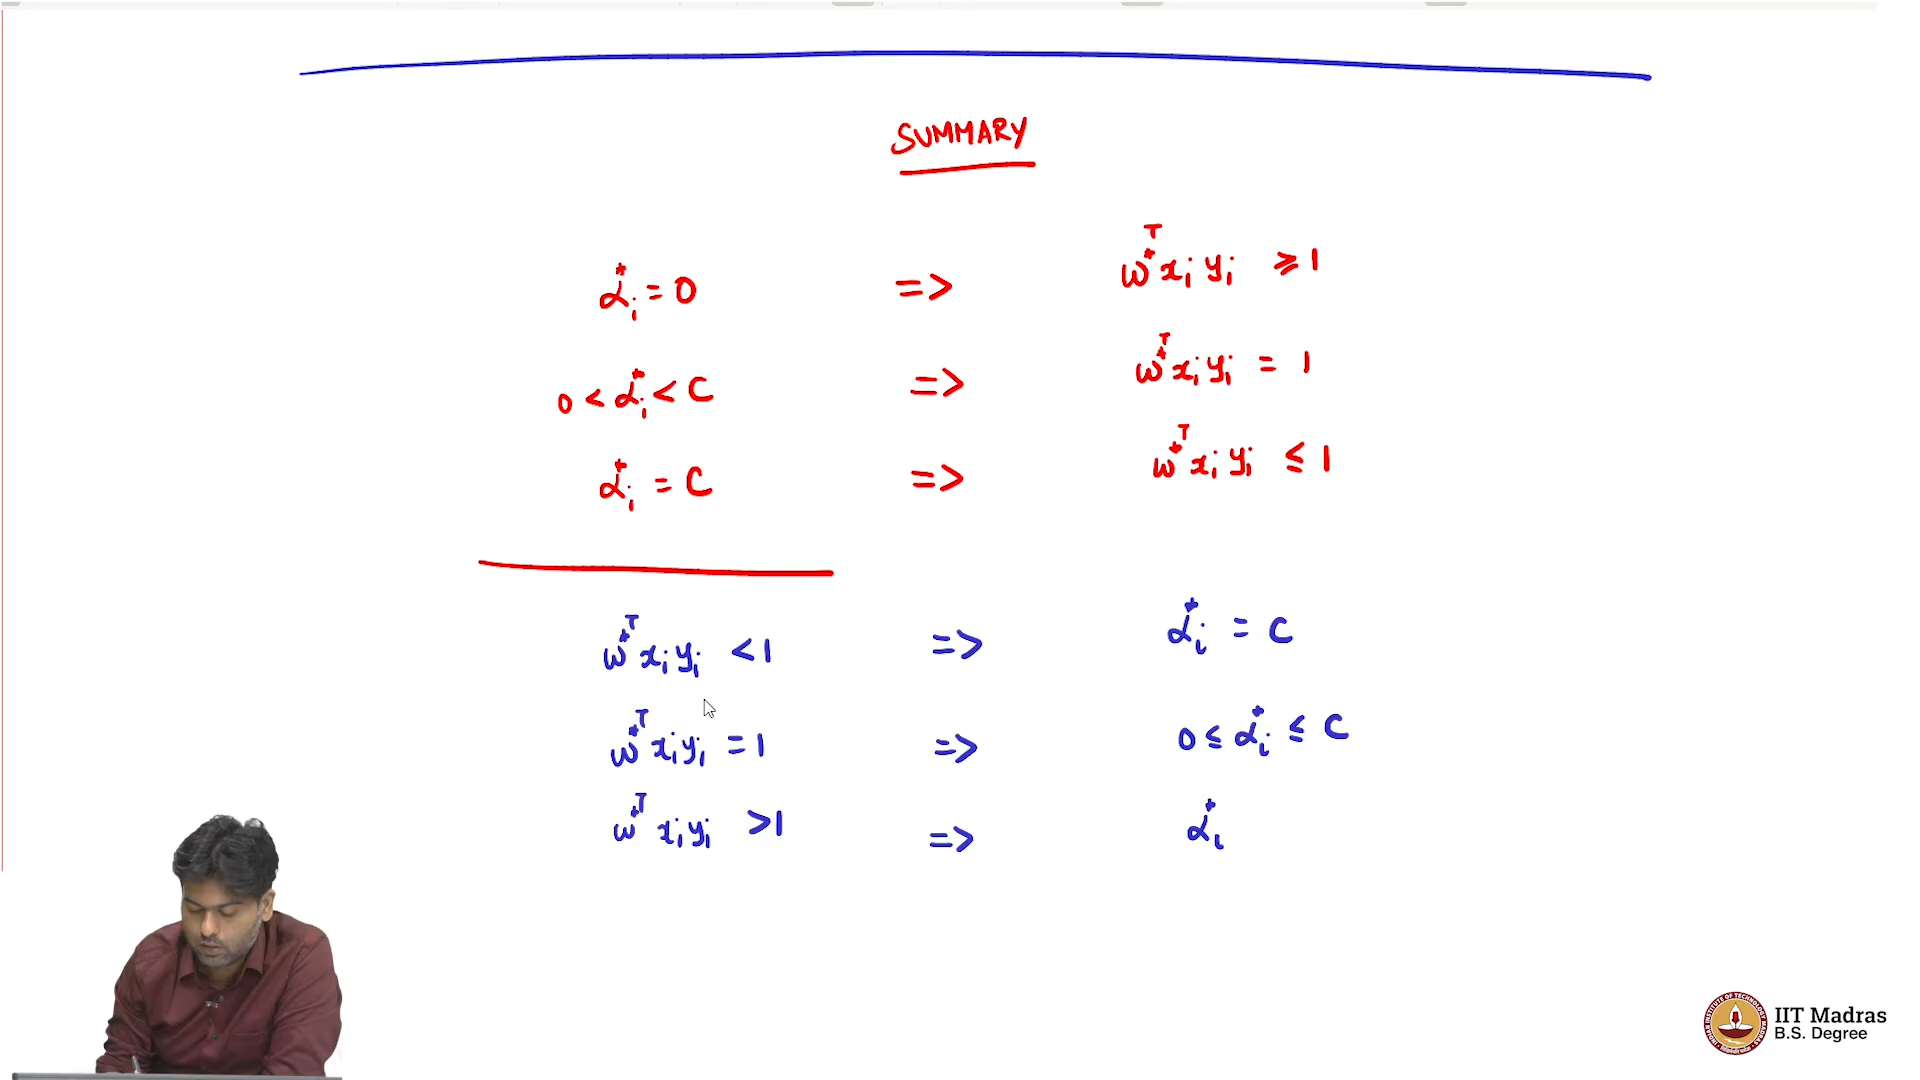 SUMMARY
α*ᵢ = 0 => w*ᵀxᵢyᵢ ≥ 1
0 < α*ᵢ < C => w*ᵀxᵢyᵢ = 1
α*ᵢ = C => w*ᵀxᵢyᵢ ≤ 1
w*ᵀxᵢyᵢ < 1 => α*ᵢ = C
w*ᵀxᵢyᵢ = 1 => 0 ≤ α*ᵢ ≤ C
w*ᵀxᵢyᵢ > 1 => α*ᵢ
IIT Madras
B.S. Degree